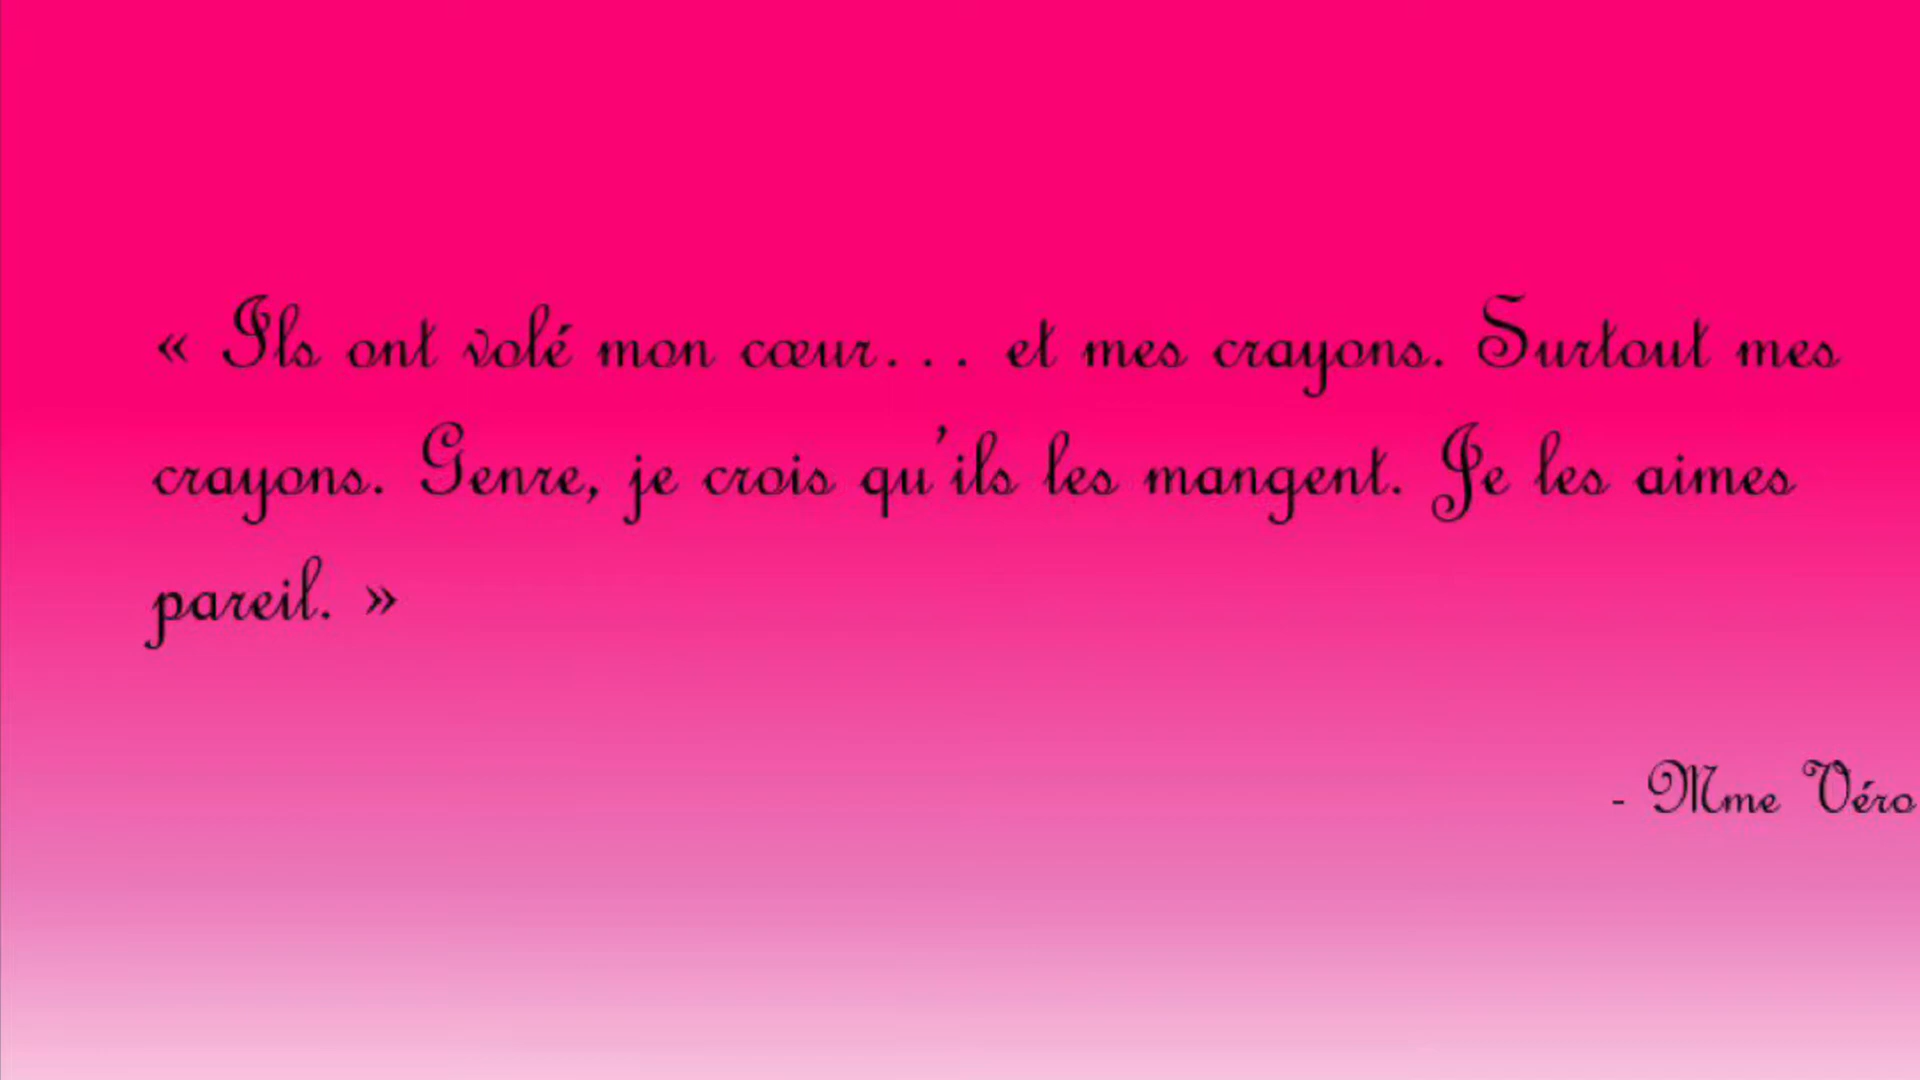 « Ils ont volé mon cœur... et mes crayons. Surtout mes
crayons. Genre, je crois qu'ils les mangent. Je les aimes
pareil. »
- Mme Véro